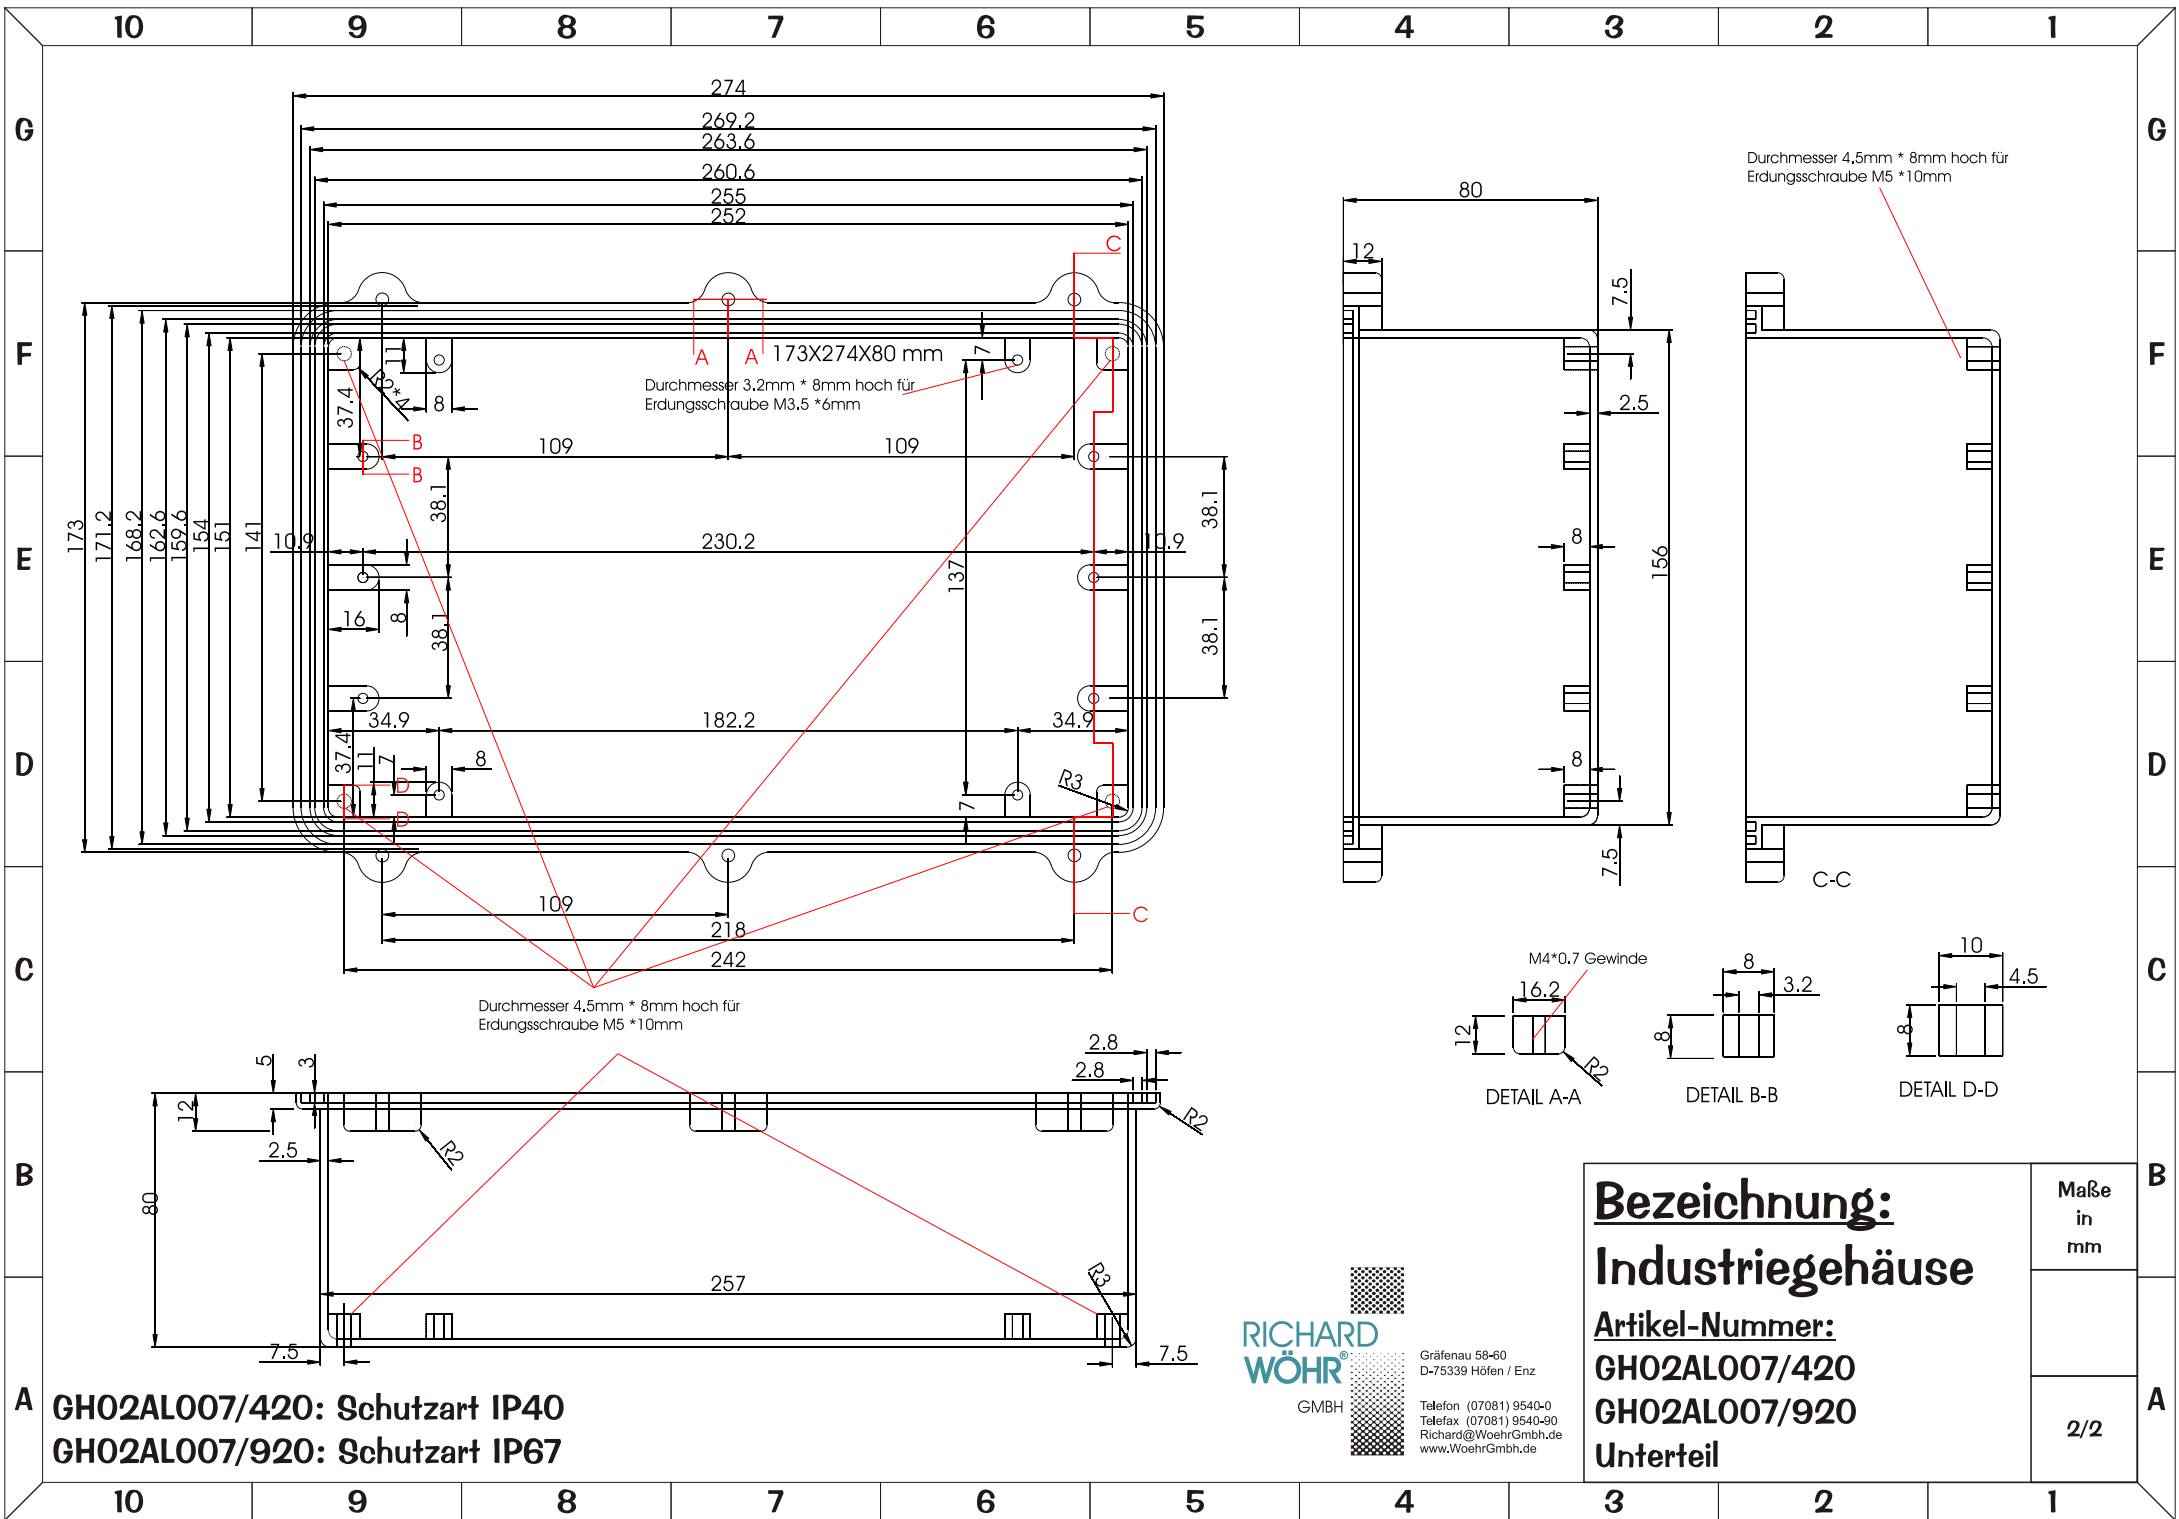 10 9 8 7 6 5 4 3 2 1
G
G
F
F
E
E
D
D
C
C
B
B
A
A
274
269.2
263.6
260.6
255
252
C
A A 173X274X80 mm
Durchmesser 3.2mm * 8mm hoch für
Erdungsschraube M3.5 *6mm
7
11
8
R2*4
37.4
B
B
109
109
38.1
38.1
173
171.2
168.2
162.6
159.6
154
151
141
10.9
230.2
10.9
137
16
8
38.1
38.1
34.9
182.2
34.9
37.4
11
7
8
D
D
7
R3
109
218
242
C
Durchmesser 4.5mm * 8mm hoch für
Erdungsschraube M5 *10mm
80
12
7.5
2.5
8
156
8
7.5
Durchmesser 4.5mm * 8mm hoch für
Erdungsschraube M5 *10mm
C-C
M4*0.7 Gewinde
16.2
12
R2
DETAIL A-A
8
3.2
8
DETAIL B-B
10
4.5
8
DETAIL D-D
5
3
12
2.5
R2
2.8
2.8
R2
80
257
R3
7.5
7.5
GH02AL007/420: Schutzart IP40
GH02AL007/920: Schutzart IP67
RICHARD
WÖHR®
GMBH
Gräfenau 58-60
D-75339 Höfen / Enz
Telefon (07081) 9540-0
Telefax (07081) 9540-90
Richard@WoehrGmbh.de
www.WoehrGmbh.de
Bezeichnung:
Industriegehäuse
Artikel-Nummer:
GH02AL007/420
GH02AL007/920
Unterteil
Maße
in
mm
2/2
10 9 8 7 6 5 4 3 2 1